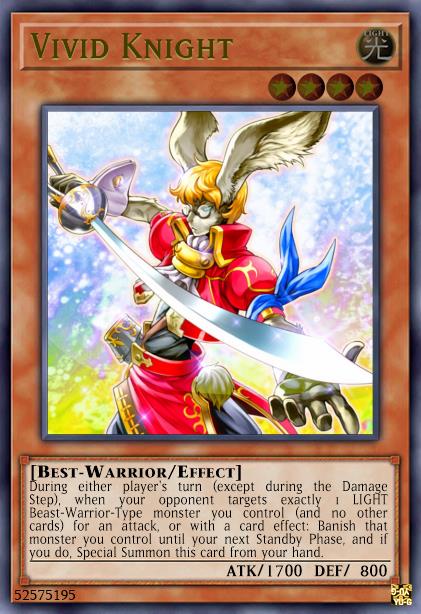 Vivid Knight
LIGHT
光
[Best-Warrior/Effect]
During either player's turn (except during the Damage
Step), when your opponent targets exactly 1 LIGHT
Beast-Warrior-Type monster you control (and no other
cards) for an attack, or with a card effect: Banish that
monster you control until your next Standby Phase, and if
you do, Special Summon this card from your hand.
ATK/1700 DEF/ 800
52575195